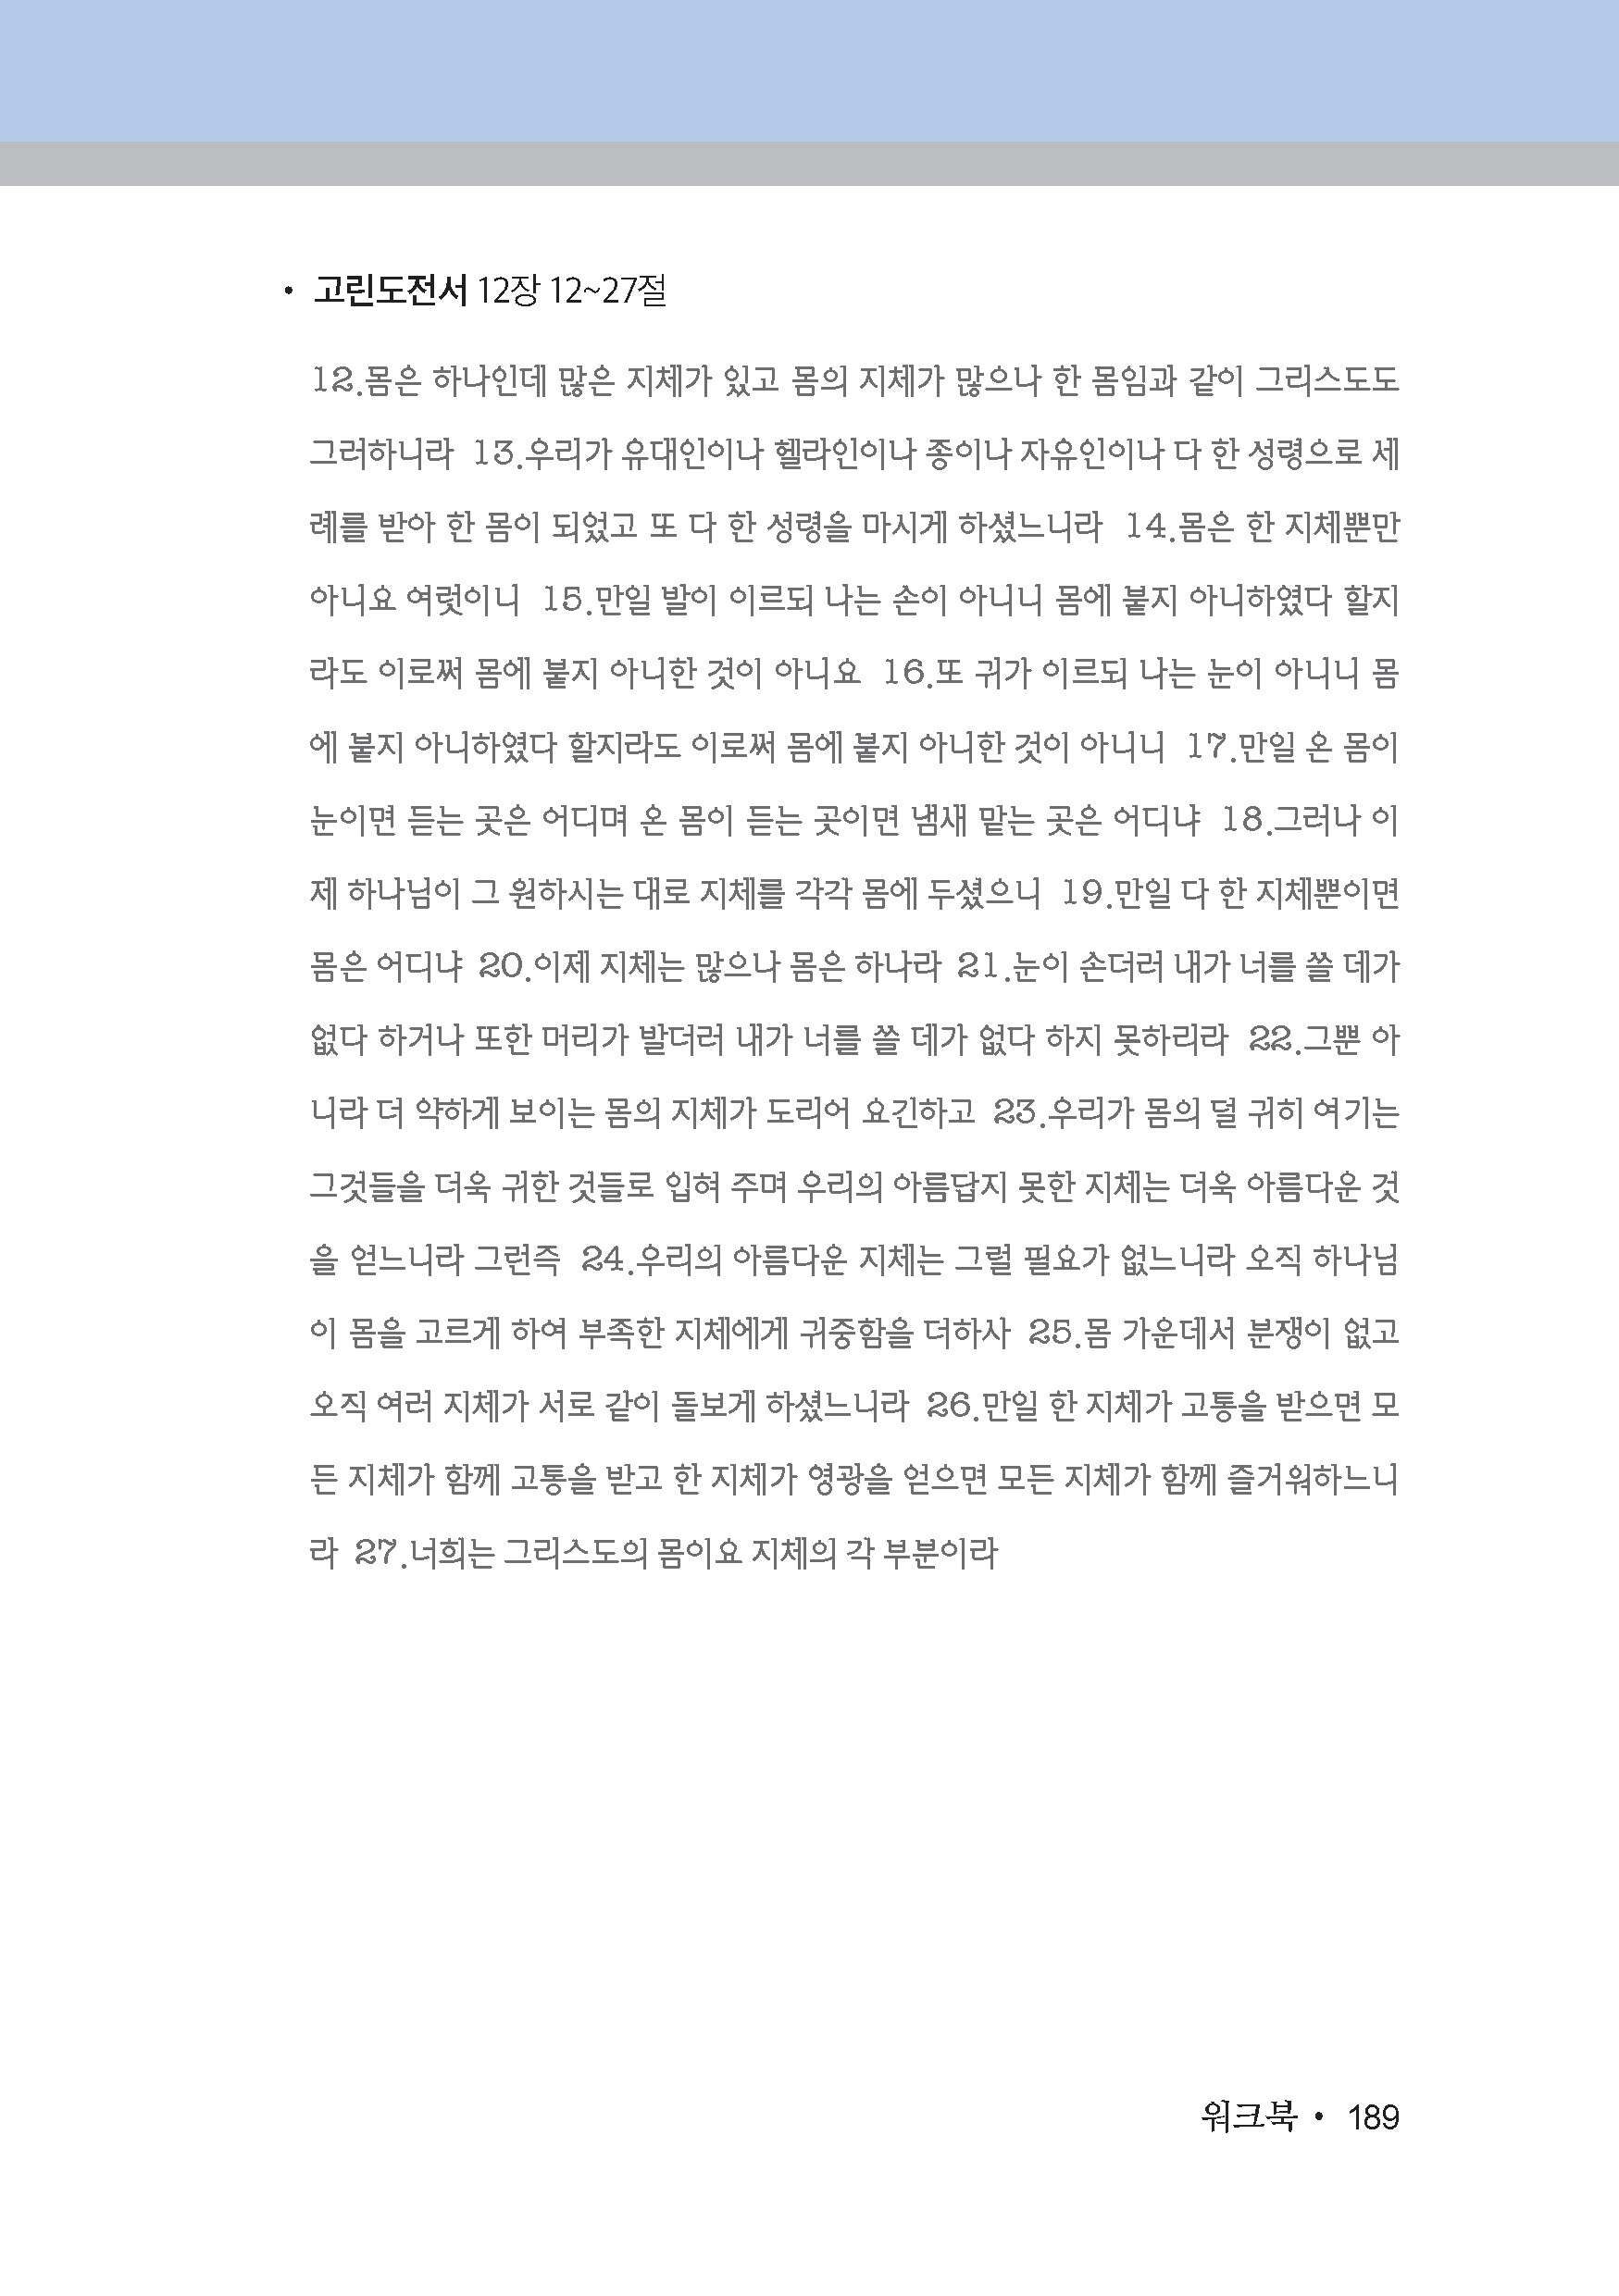 • 고린도전서 12장 12~27절
12.몸은 하나인데 많은 지체가 있고 몸의 지체가 많으나 한 몸임과 같이 그리스도도
그러하니라 13.우리가 유대인이나 헬라인이나 종이나 자유인이나 다 한 성령으로 세
례를 받아 한 몸이 되었고 또 다 한 성령을 마시게 하셨느니라 14.몸은 한 지체뿐만
아니요 여럿이니 15.만일 발이 이르되 나는 손이 아니니 몸에 붙지 아니하였다 할지
라도 이로써 몸에 붙지 아니한 것이 아니요 16.또 귀가 이르되 나는 눈이 아니니 몸
에 붙지 아니하였다 할지라도 이로써 몸에 붙지 아니한 것이 아니니 17.만일 온 몸이
눈이면 듣는 곳은 어디며 온 몸이 듣는 곳이면 냄새 맡는 곳은 어디냐 18.그러나 이
제 하나님이 그 원하시는 대로 지체를 각각 몸에 두셨으니 19.만일 다 한 지체뿐이면
몸은 어디냐 20.이제 지체는 많으나 몸은 하나라 21.눈이 손더러 내가 너를 쓸 데가
없다 하거나 또한 머리가 발더러 내가 너를 쓸 데가 없다 하지 못하리라 22.그뿐 아
니라 더 약하게 보이는 몸의 지체가 도리어 요긴하고 23.우리가 몸의 덜 귀히 여기는
그것들을 더욱 귀한 것들로 입혀 주며 우리의 아름답지 못한 지체는 더욱 아름다운 것
을 얻느니라 그런즉 24.우리의 아름다운 지체는 그럴 필요가 없느니라 오직 하나님
이 몸을 고르게 하여 부족한 지체에게 귀중함을 더하사 25.몸 가운데서 분쟁이 없고
오직 여러 지체가 서로 같이 돌보게 하셨느니라 26.만일 한 지체가 고통을 받으면 모
든 지체가 함께 고통을 받고 한 지체가 영광을 얻으면 모든 지체가 함께 즐거워하느니
라 27.너희는 그리스도의 몸이요 지체의 각 부분이라
워크북 • 189